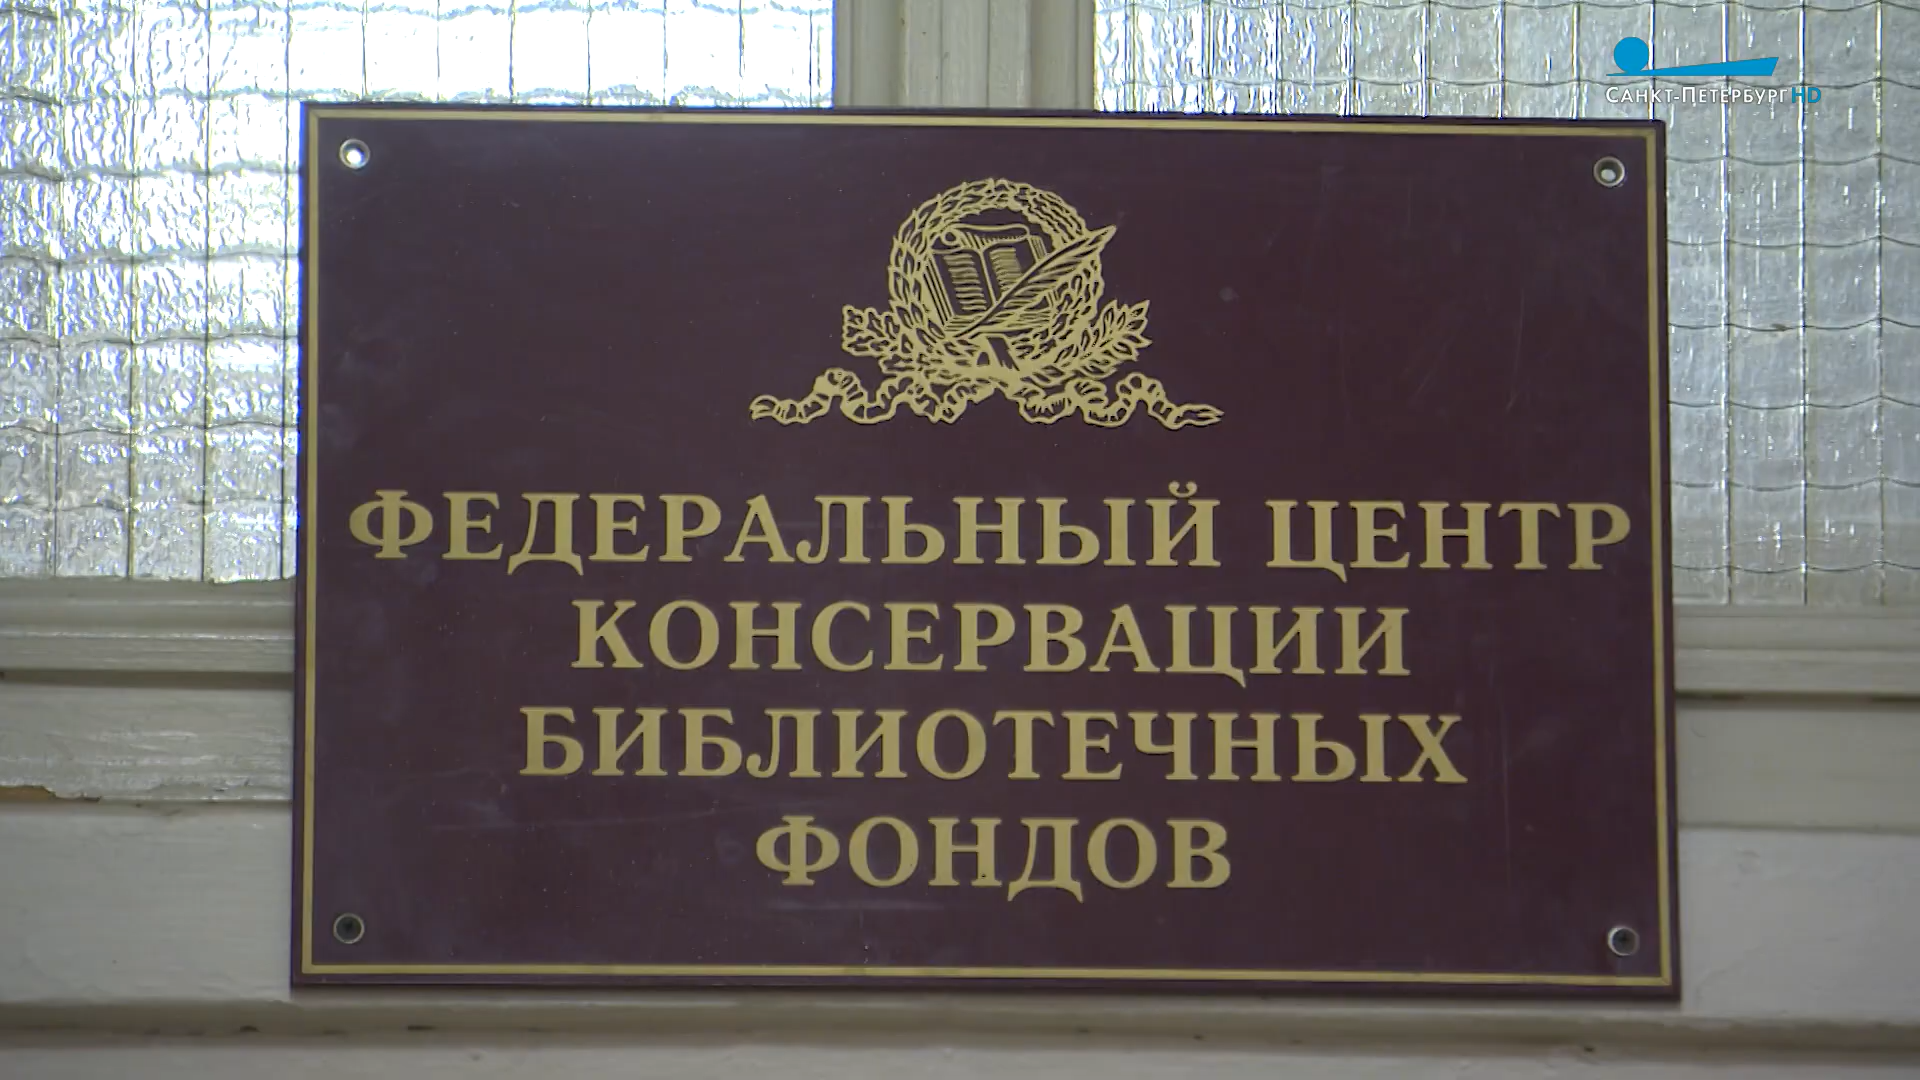 Санкт-Петербург HD
ФЕДЕРАЛЬНЫЙ ЦЕНТР
КОНСЕРВАЦИИ
БИБЛИОТЕЧНЫХ
ФОНДОВ